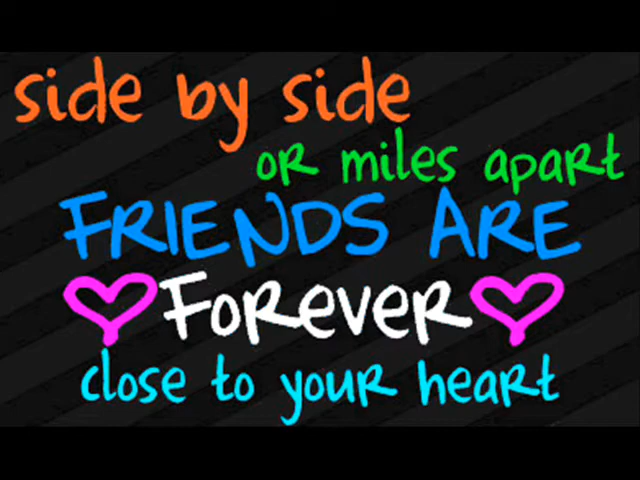 side by side
or miles apart
FRIENDS ARE
Forever
close to your heart